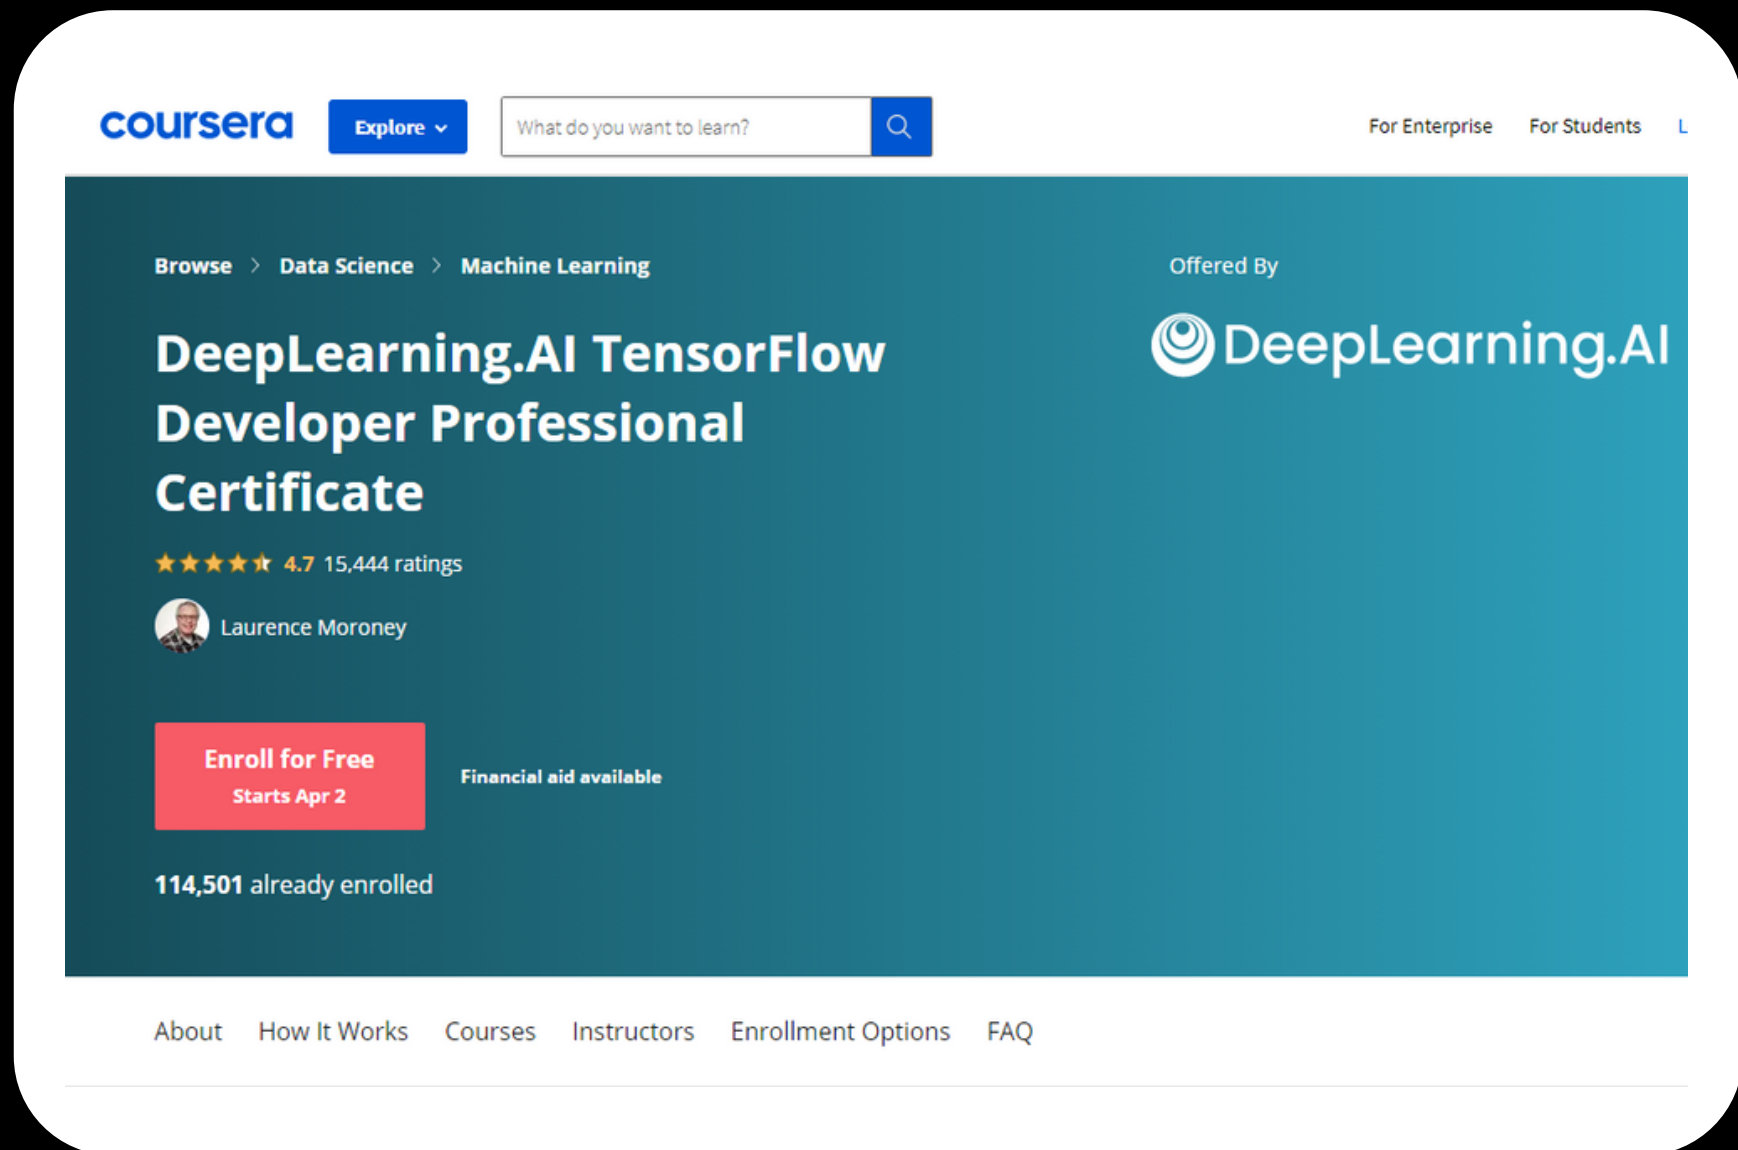 coursera
Explore
What do you want to learn?
For Enterprise
For Students
L
Browse > Data Science > Machine Learning
Offered By
DeepLearning.AI
DeepLearning.AI TensorFlow
Developer Professional
Certificate
4.7 15,444 ratings
Laurence Moroney
Enroll for Free
Starts Apr 2
Financial aid available
114,501 already enrolled
About
How It Works
Courses
Instructors
Enrollment Options
FAQ